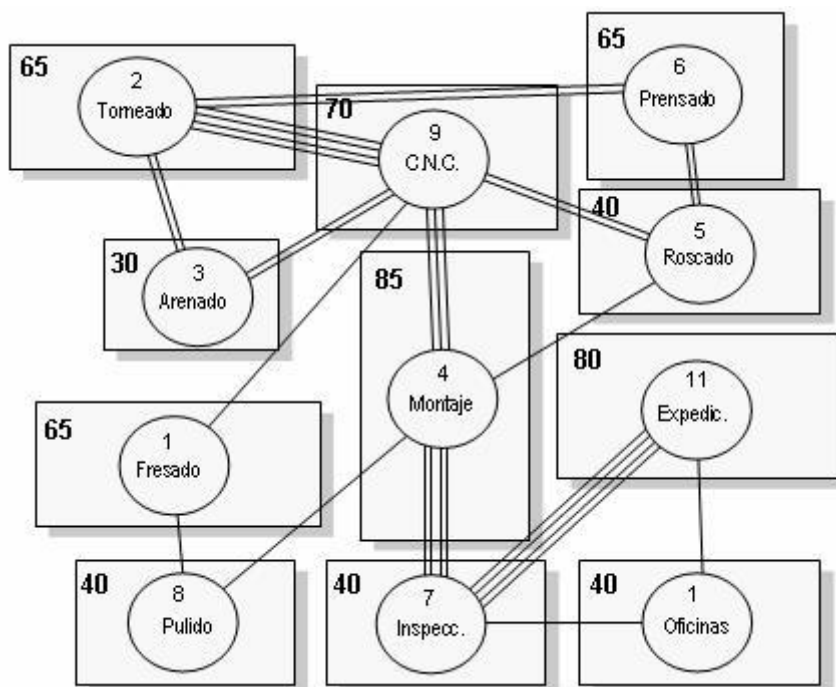 65
2
Torneado
65
6
Prensado
70
9
C.N.C.
40
5
Roscado
30
3
Arenado
85
4
Montaje
80
11
Expedic.
65
1
Fresado
40
8
Pulido
40
7
Inspecc.
40
1
Oficinas